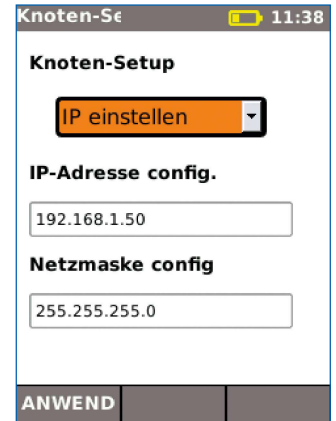 Knoten-Se 11:38
Knoten-Setup
IP einstellen
IP-Adresse config.
192.168.1.50
Netzmaske config
255.255.255.0
ANWEND